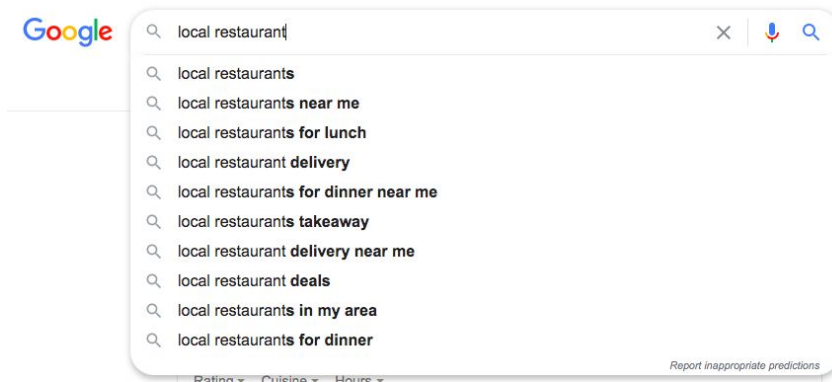 Google
local restaurant
local restaurants
local restaurants near me
local restaurants for lunch
local restaurant delivery
local restaurants for dinner near me
local restaurants takeaway
local restaurant delivery near me
local restaurant deals
local restaurants in my area
local restaurants for dinner
Report inappropriate predictions
Rating Cuisine Hours